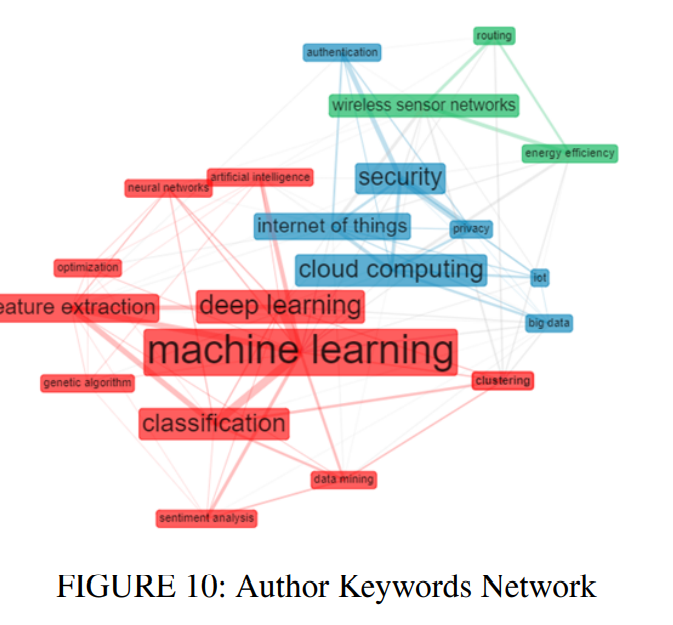 routing
authentication
wireless sensor networks
energy efficiency
security
artificial intelligence
neural networks
internet of things
privacy
cloud computing
iot
optimization
eature extraction
deep learning
big data
machine learning
clustering
genetic algorithm
classification
data mining
sentiment analysis
FIGURE 10: Author Keywords Network